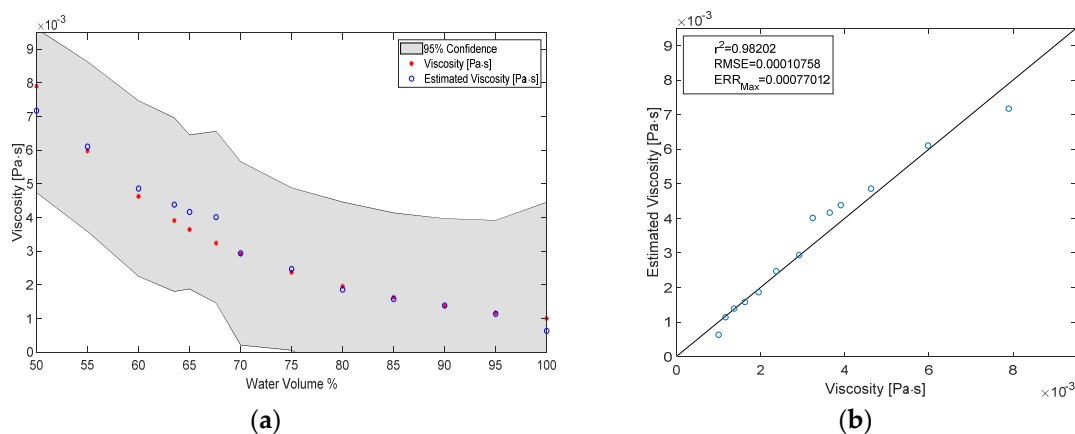 ×10⁻³
9
8
7
6
5
4
3
2
1
0
Viscosity [Pa·s]
95% Confidence
Viscosity [Pa·s]
Estimated Viscosity [Pa·s]
50 55 60 65 70 75 80 85 90 95 100
Water Volume %
(a)
×10⁻³
9
8
7
6
5
4
3
2
1
0
Estimated Viscosity [Pa·s]
r²=0.98202
RMSE=0.00010758
ERR_Max=0.00077012
0 2 4 6 8
Viscosity [Pa·s]
×10⁻³
(b)